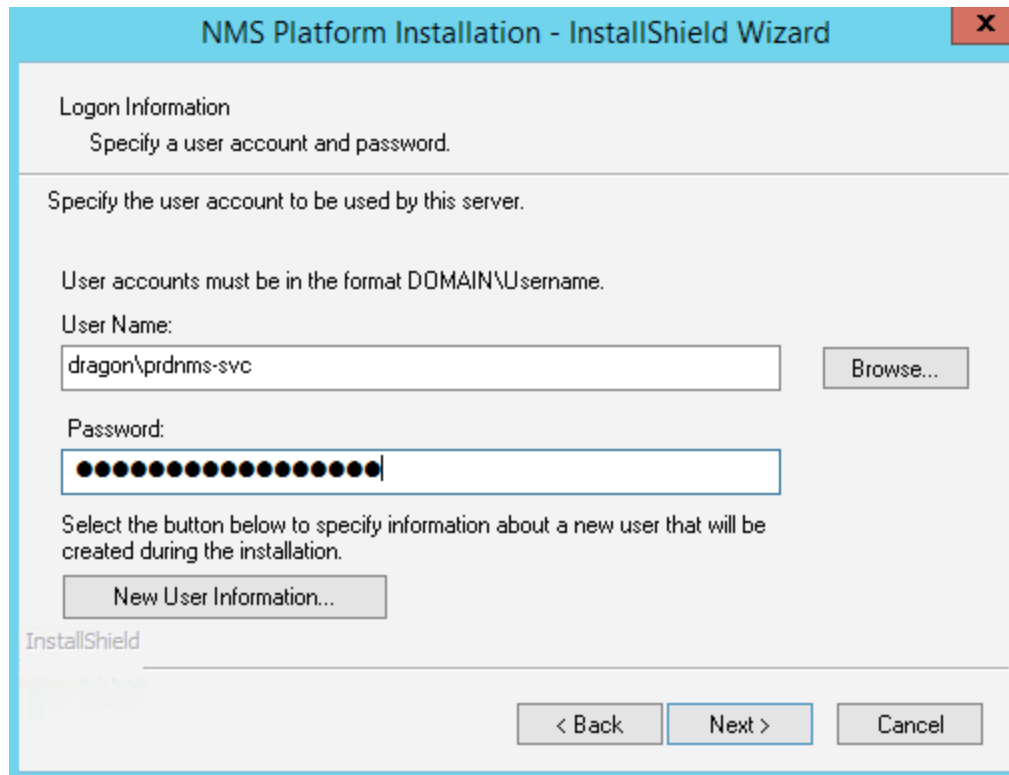 NMS Platform Installation - InstallShield Wizard
X
Logon Information
Specify a user account and password.
Specify the user account to be used by this server.
User accounts must be in the format DOMAIN\Username.
User Name:
dragon\prdnms-svc
Browse...
Password:
●●●●●●●●●●●●●●●●●
Select the button below to specify information about a new user that will be
created during the installation.
New User Information...
InstallShield
< Back
Next >
Cancel